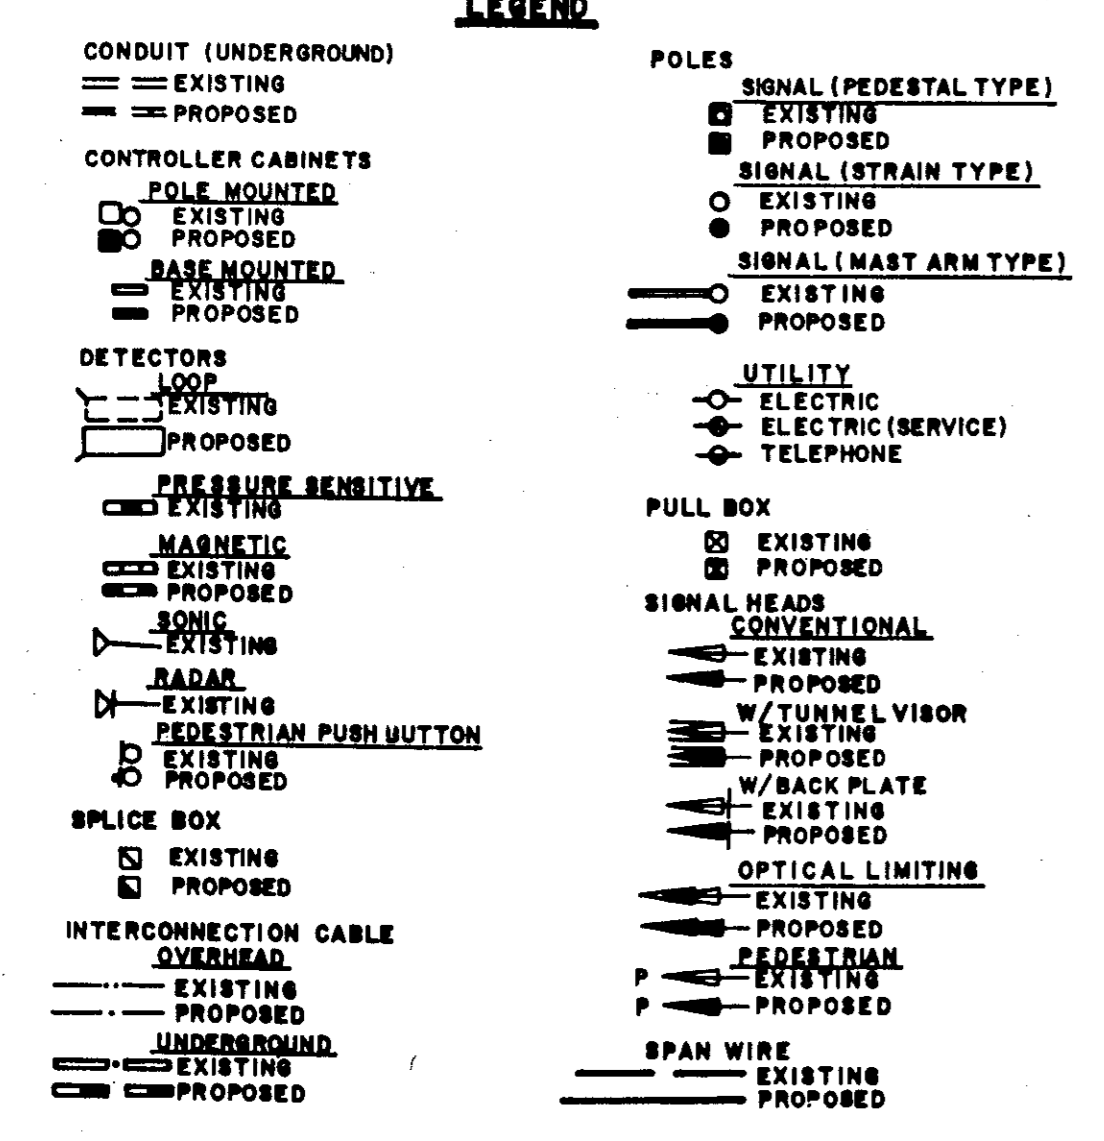 LEGEND
CONDUIT (UNDERGROUND)
EXISTING
PROPOSED
CONTROLLER CABINETS
POLE MOUNTED
EXISTING
PROPOSED
BASE MOUNTED
EXISTING
PROPOSED
DETECTORS
LOOP
EXISTING
PROPOSED
PRESSURE SENSITIVE
EXISTING
MAGNETIC
EXISTING
PROPOSED
SONIC
EXISTING
RADAR
EXISTING
PEDESTRIAN PUSH BUTTON
EXISTING
PROPOSED
SPLICE BOX
EXISTING
PROPOSED
INTERCONNECTION CABLE
OVERHEAD
EXISTING
PROPOSED
UNDERGROUND
EXISTING
PROPOSED
POLES
SIGNAL (PEDESTAL TYPE)
EXISTING
PROPOSED
SIGNAL (STRAIN TYPE)
EXISTING
PROPOSED
SIGNAL (MAST ARM TYPE)
EXISTING
PROPOSED
UTILITY
ELECTRIC
ELECTRIC (SERVICE)
TELEPHONE
PULL BOX
EXISTING
PROPOSED
SIGNAL HEADS
CONVENTIONAL
EXISTING
PROPOSED
W/TUNNEL VISOR
EXISTING
PROPOSED
W/BACK PLATE
EXISTING
PROPOSED
OPTICAL LIMITING
EXISTING
PROPOSED
PEDESTRIAN
P EXISTING
P PROPOSED
SPAN WIRE
EXISTING
PROPOSED